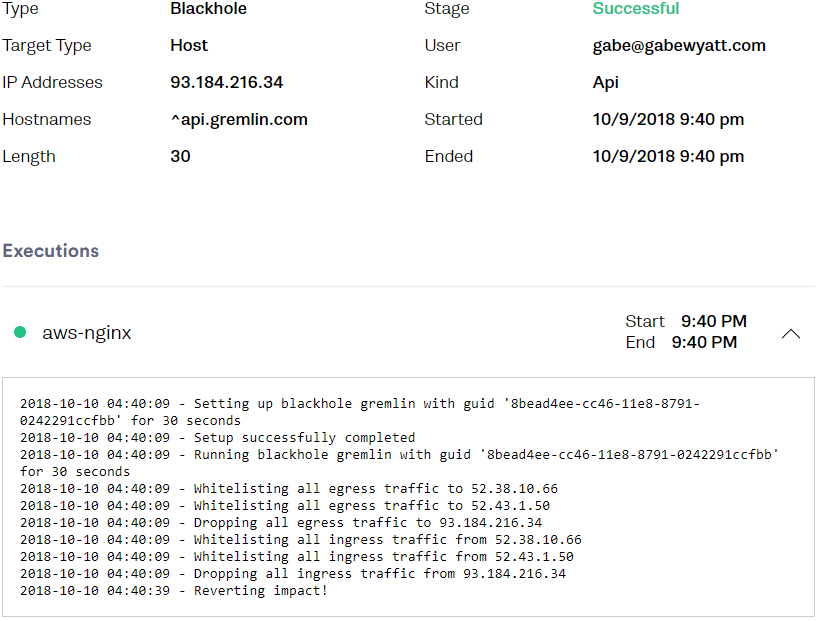 Type Blackhole Stage Successful
Target Type Host User gabe@gabewyatt.com
IP Addresses 93.184.216.34 Kind Api
Hostnames ^api.gremlin.com Started 10/9/2018 9:40 pm
Length 30 Ended 10/9/2018 9:40 pm
Executions
aws-nginx
Start 9:40 PM
End 9:40 PM
2018-10-10 04:40:09 - Setting up blackhole gremlin with guid '8bead4ee-cc46-11e8-8791-
0242291ccfbb' for 30 seconds
2018-10-10 04:40:09 - Setup successfully completed
2018-10-10 04:40:09 - Running blackhole gremlin with guid '8bead4ee-cc46-11e8-8791-0242291ccfbb'
for 30 seconds
2018-10-10 04:40:09 - Whitelisting all egress traffic to 52.38.10.66
2018-10-10 04:40:09 - Whitelisting all egress traffic to 52.43.1.50
2018-10-10 04:40:09 - Dropping all egress traffic to 93.184.216.34
2018-10-10 04:40:09 - Whitelisting all ingress traffic from 52.38.10.66
2018-10-10 04:40:09 - Whitelisting all ingress traffic from 52.43.1.50
2018-10-10 04:40:09 - Dropping all ingress traffic from 93.184.216.34
2018-10-10 04:40:39 - Reverting impact!